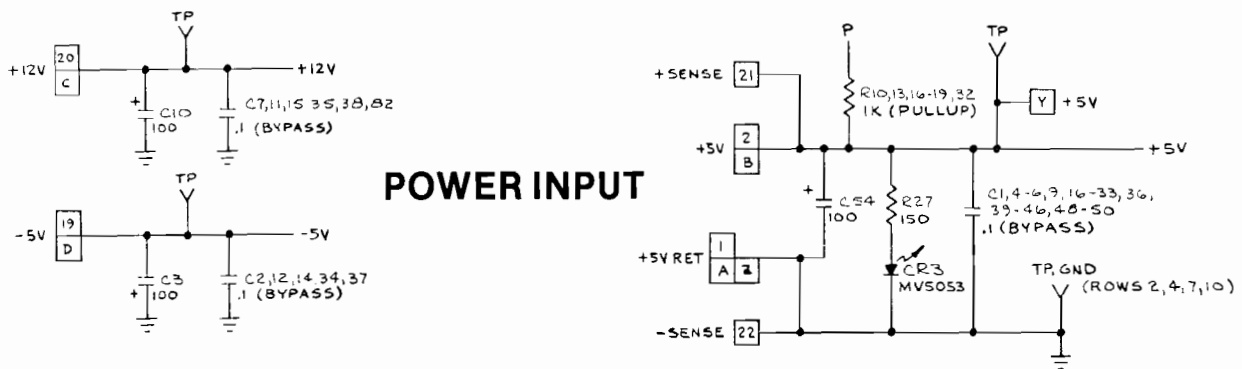 TP
20
+12V
C
+12V
+
C10
100
C7,11,15 35,38,82
.1 (BYPASS)
TP
19
-5V
D
-5V
+
C3
100
C2,12,14,34,37
.1 (BYPASS)
POWER INPUT
P
TP
+SENSE 21
R10,13,16-19,32
1K (PULLUP)
Y +5V
2
+5V
B
+5V
+
C54
100
R27
150
C1,4-6,9,16-33,36,
39-46,48-50
.1 (BYPASS)
1
+5V RET
A Z
CR3
MV5053
TP, GND
(ROWS 2,4,7,10)
-SENSE 22